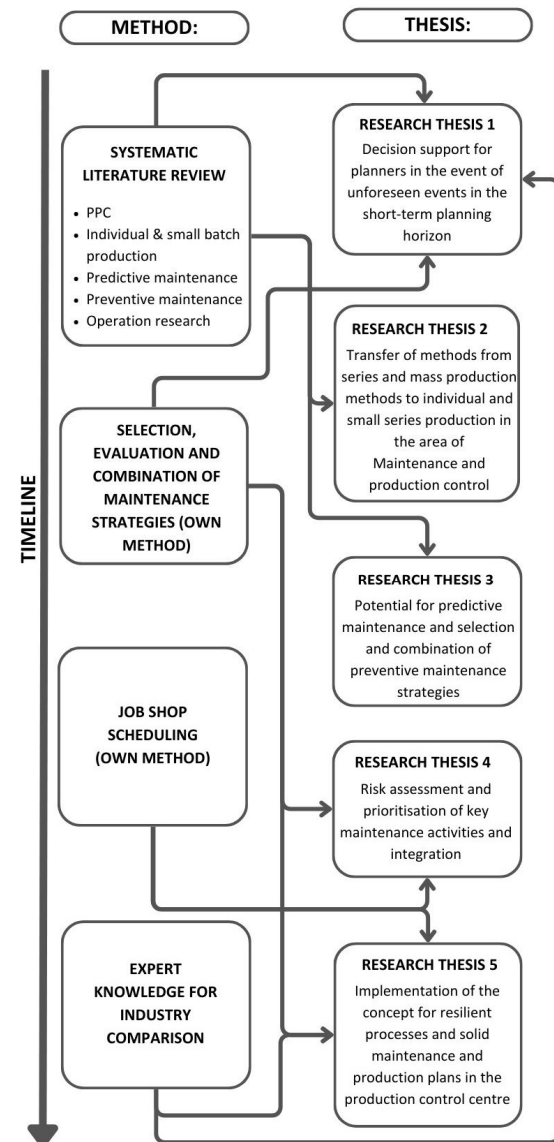 METHOD:
THESIS:
TIMELINE
SYSTEMATIC
LITERATURE REVIEW
• PPC
• Individual & small batch
production
• Predictive maintenance
• Preventive maintenance
• Operation research
RESEARCH THESIS 1
Decision support for
planners in the event of
unforeseen events in the
short-term planning
horizon
RESEARCH THESIS 2
Transfer of methods from
series and mass production
methods to individual and
small series production in
the area of
Maintenance and
production control
SELECTION,
EVALUATION AND
COMBINATION OF
MAINTENANCE
STRATEGIES (OWN
METHOD)
RESEARCH THESIS 3
Potential for predictive
maintenance and selection
and combination of
preventive maintenance
strategies
JOB SHOP
SCHEDULING
(OWN METHOD)
RESEARCH THESIS 4
Risk assessment and
prioritisation of key
maintenance activities and
integration
EXPERT
KNOWLEDGE FOR
INDUSTRY
COMPARISON
RESEARCH THESIS 5
Implementation of the
concept for resilient
processes and solid
maintenance and
production plans in the
production control centre